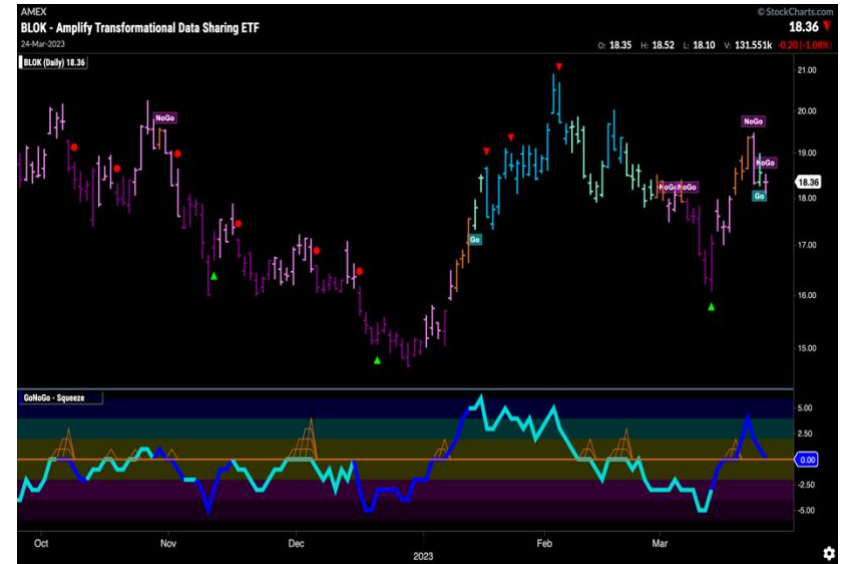 AMEX
© StockCharts.com
BLOK - Amplify Transformational Data Sharing ETF
18.36
24-Mar-2023
O: 18.35 H: 18.52 L: 18.10 V: 131.551k -0.20 (-1.08%)
BLOK (Daily) 18.36
21.00
20.00
NoGo
NoGo
19.00
NoGo
NoGo
NoGo
18.36
Go
18.00
Go
17.00
16.00
15.00
GoNoGo - Squeeze
5.00
2.50
0.00
-2.50
-5.00
Oct
Nov
Dec
2023
Feb
Mar